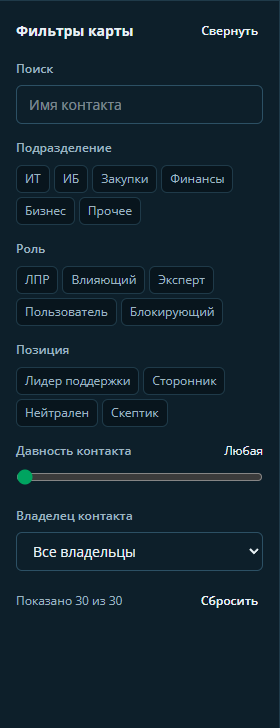 Фильтры карты Свернуть
Поиск
Имя контакта
Подразделение
ИТ ИБ Закупки Финансы
Бизнес Прочее
Роль
ЛПР Влияющий Эксперт
Пользователь Блокирующий
Позиция
Лидер поддержки Сторонник
Нейтрален Скептик
Давность контакта Любая
Владелец контакта
Все владельцы
Показано 30 из 30 Сбросить